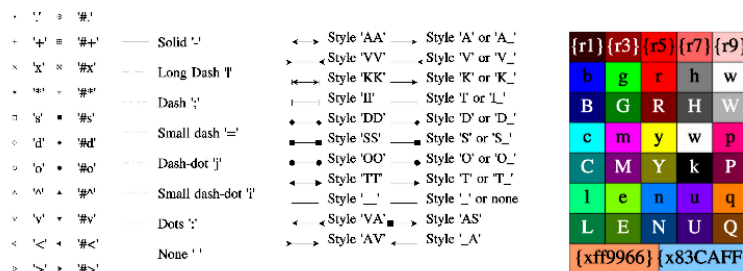 '.' '#.'
'+' '#+'
'x' '#x'
'*' '#*'
's' '#s'
'd' '#d'
'o' '#o'
'^' '#^'
'v' '#v'
'<' '#<'
'>' '#>'
Solid '-'
Long Dash '|'
Dash ';'
Small dash '='
Dash-dot 'j'
Small dash-dot 'i'
Dots ':'
None ' '
Style 'AA' Style 'A' or 'A_'
Style 'VV' Style 'V' or 'V_'
Style 'KK' Style 'K' or 'K_'
Style 'II' Style 'I' or 'I_'
Style 'DD' Style 'D' or 'D_'
Style 'SS' Style 'S' or 'S_'
Style 'OO' Style 'O' or 'O_'
Style 'TT' Style 'T' or 'T_'
Style '__' Style '_' or none
Style 'VA' Style 'AS'
Style 'AV' Style '_A'
{r1} {r3} {r5} {r7} {r9}
b g r h w
B G R H W
c m y w p
C M Y k P
l e n u q
L E N U Q
{xff9966} {x83CAFF}